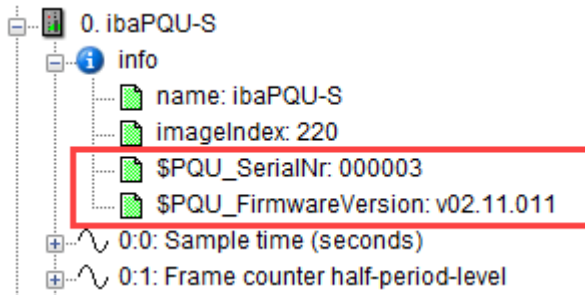 0. ibaPQU-S
info
name: ibaPQU-S
imageIndex: 220
$PQU_SerialNr: 000003
$PQU_FirmwareVersion: v02.11.011
0:0: Sample time (seconds)
0:1: Frame counter half-period-level